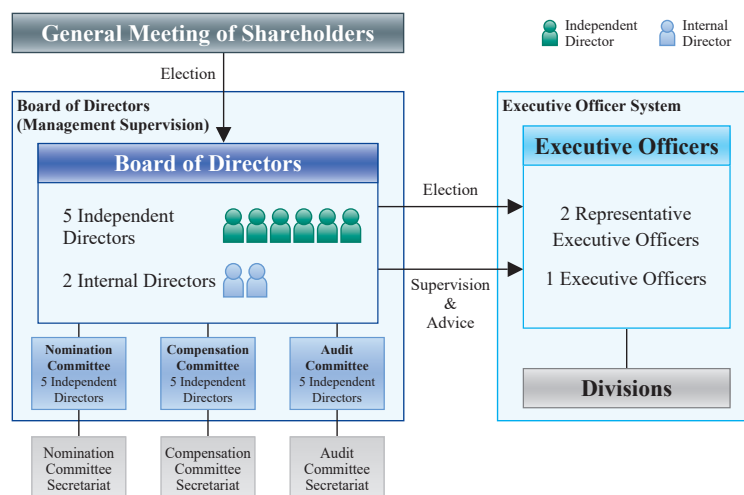 General Meeting of Shareholders
Independent
Director
Internal
Director
Election
Board of Directors
(Management Supervision)
Board of Directors
5 Independent
Directors
2 Internal Directors
Election
Supervision
&
Advice
Executive Officer System
Executive Officers
2 Representative
Executive Officers
1 Executive Officers
Divisions
Nomination
Committee
5 Independent
Directors
Compensation
Committee
5 Independent
Directors
Audit
Committee
5 Independent
Directors
Nomination
Committee
Secretariat
Compensation
Committee
Secretariat
Audit
Committee
Secretariat